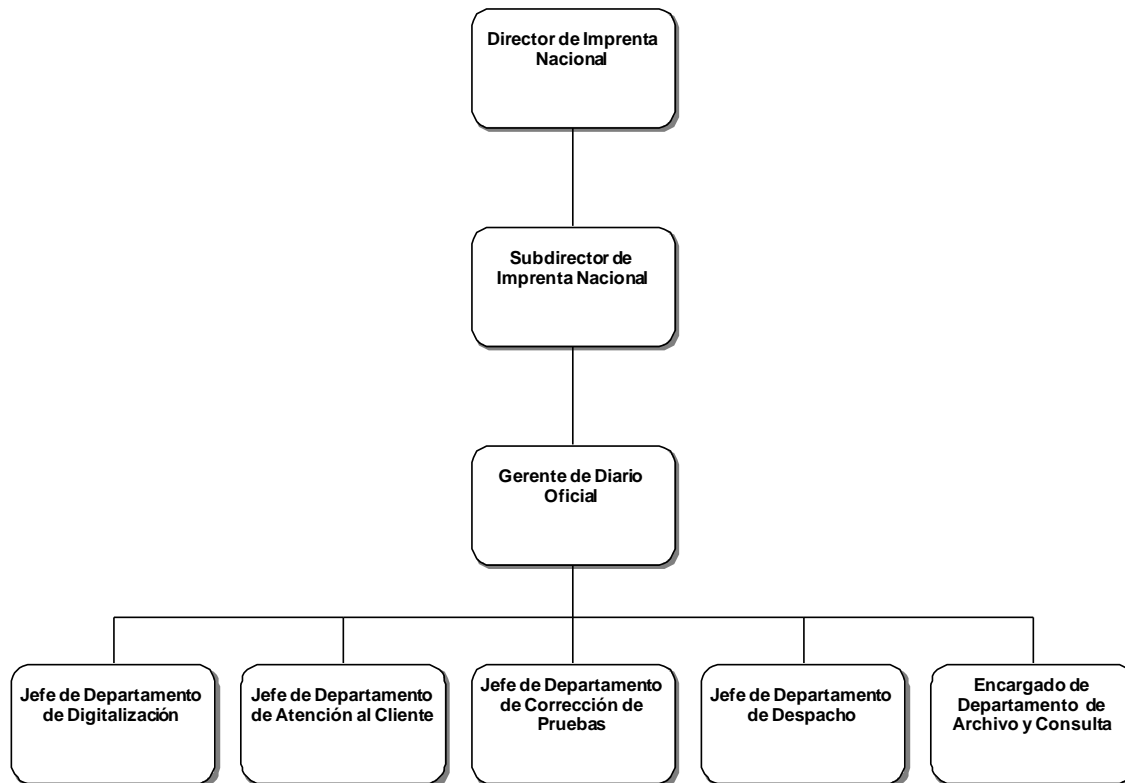 Director de Imprenta
Nacional
Subdirector de
Imprenta Nacional
Gerente de Diario
Oficial
Jefe de Departamento
de Digitalización
Jefe de Departamento
de Atención al Cliente
Jefe de Departamento
de Corrección de
Pruebas
Jefe de Departamento
de Despacho
Encargado de
Departamento de
Archivo y Consulta